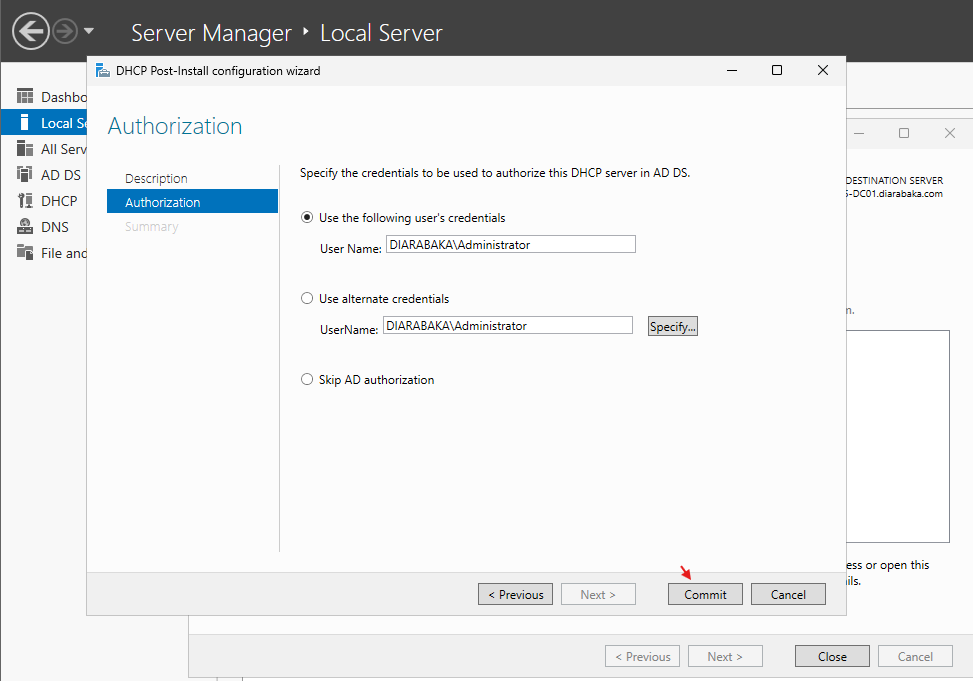 Server Manager ‣ Local Server
DHCP Post-Install configuration wizard
Dashbo
Local Se
All Serv
AD DS
DHCP
DNS
File and
Authorization
Description
Authorization
Summary
Specify the credentials to be used to authorize this DHCP server in AD DS.
Use the following user's credentials
User Name: DIARABAKA\Administrator
Use alternate credentials
UserName: DIARABAKA\Administrator
Specify...
Skip AD authorization
< Previous
Next >
Commit
Cancel
DESTINATION SERVER
S-DC01.diarabaka.com
m.
ess or open this
ils.
< Previous
Next >
Close
Cancel